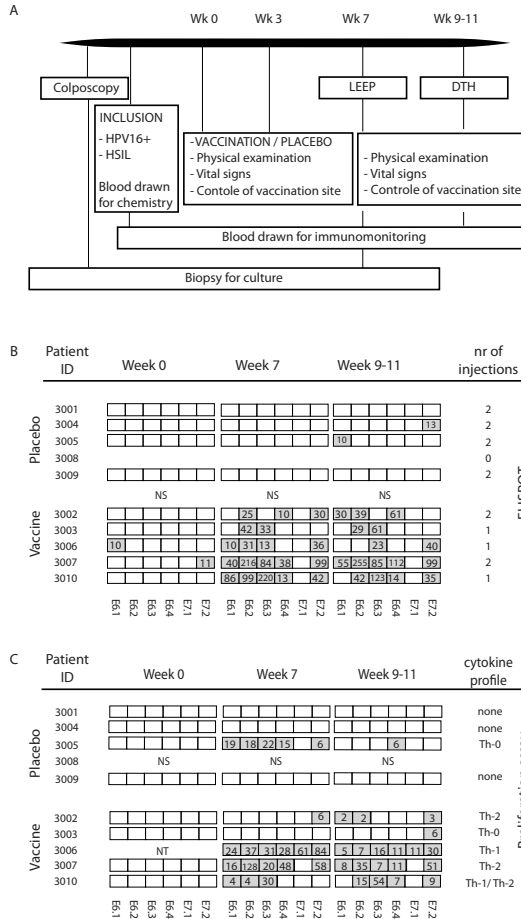 A
Wk 0 Wk 3 Wk 7 Wk 9-11
Colposcopy LEEP DTH
INCLUSION
- HPV16+
- HSIL
Blood drawn
for chemistry
-VACCINATION / PLACEBO
- Physical examination
- Vital signs
- Contole of vaccination site
- Physical examination
- Vital signs
- Controle of vaccination site
Blood drawn for immunomonitoring
Biopsy for culture
B Patient ID Week 0 Week 7 Week 9-11 nr of injections
Placebo
3001 2
3004 13 2
3005 10 2
3008 0
3009 2
NS NS NS
Vaccine
3002 25 10 30 30 39 61 2
3003 42 33 29 61 1
3006 10 10 31 13 36 23 40 1
3007 11 40 216 84 38 99 55 255 85 112 99 2
3010 86 99 220 13 42 42 123 14 35 1
E6.1 E6.2 E6.3 E6.4 E7.1 E7.2 E6.1 E6.2 E6.3 E6.4 E7.1 E7.2 E6.1 E6.2 E6.3 E6.4 E7.1 E7.2
C Patient ID Week 0 Week 7 Week 9-11 cytokine profile
Placebo
3001 none
3004 none
3005 19 18 22 15 6 6 Th-0
3008 NS NS NS
3009 none
Vaccine
3002 6 2 2 3 Th-2
3003 6 Th-0
3006 NT 24 37 31 28 61 84 5 7 16 11 11 30 Th-1
3007 16 128 20 48 58 8 35 7 11 51 Th-2
3010 4 4 30 15 54 7 9 Th-1/ Th-2
E6.1 E6.2 E6.3 E6.4 E7.1 E7.2 E6.1 E6.2 E6.3 E6.4 E7.1 E7.2 E6.1 E6.2 E6.3 E6.4 E7.1 E7.2